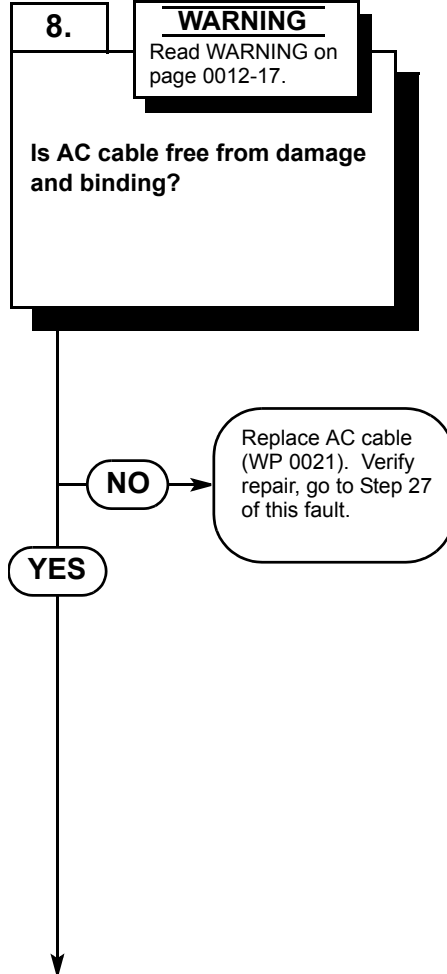 8.
WARNING
Read WARNING on
page 0012-17.
Is AC cable free from damage
and binding?
NO
Replace AC cable
(WP 0021).  Verify
repair, go to Step 27
of this fault.
YES